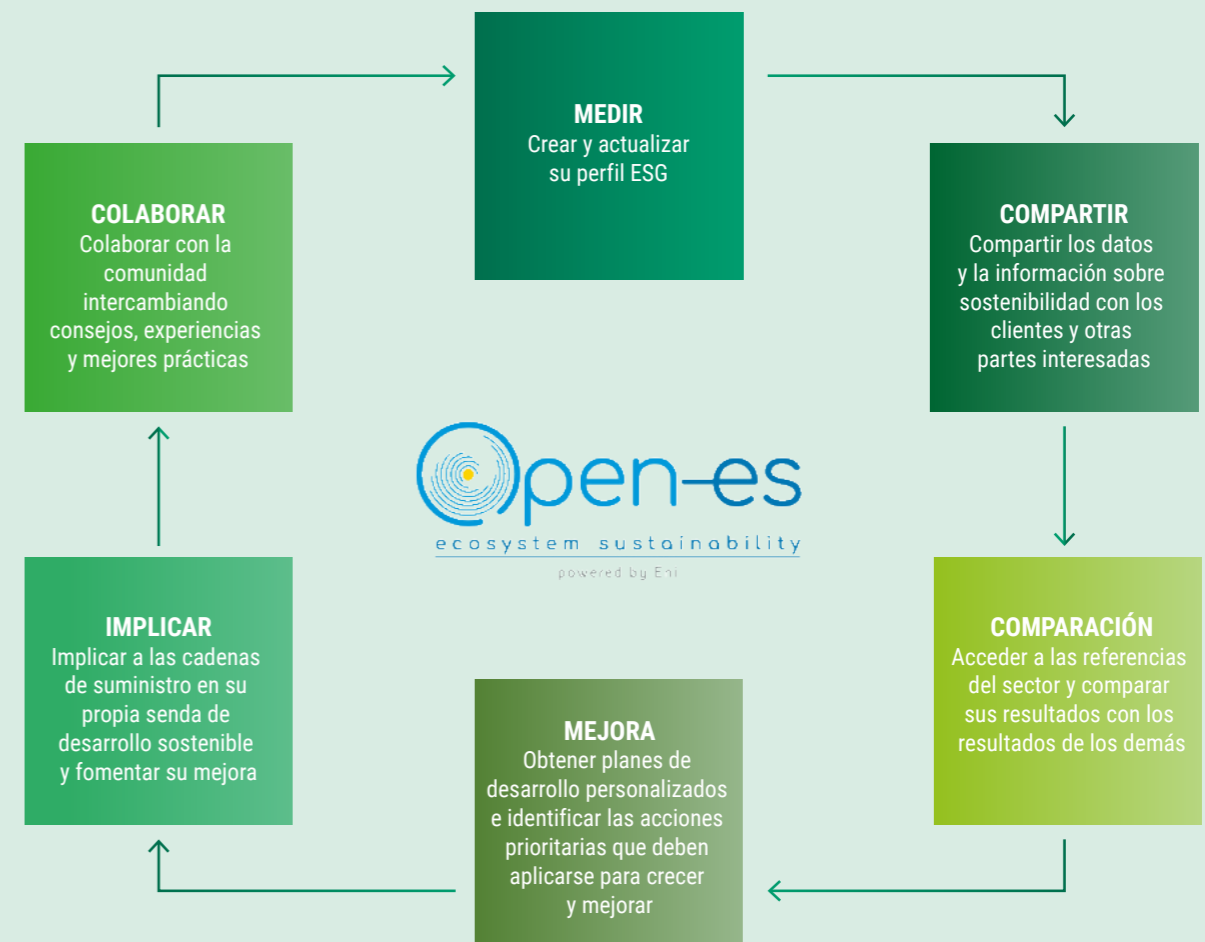 MEDIR
Crear y actualizar
su perfil ESG
COMPARTIR
Compartir los datos
y la información sobre
sostenibilidad con los
clientes y otras
partes interesadas
COMPARACIÓN
Acceder a las referencias
del sector y comparar
sus resultados con los
resultados de los demás
MEJORA
Obtener planes de
desarrollo personalizados
e identificar las acciones
prioritarias que deben
aplicarse para crecer
y mejorar
IMPLICAR
Implicar a las cadenas
de suministro en su
propia senda de
desarrollo sostenible
y fomentar su mejora
COLABORAR
Colaborar con la
comunidad
intercambiando
consejos, experiencias
y mejores prácticas
Open-es
ecosystem sustainability
powered by Eni